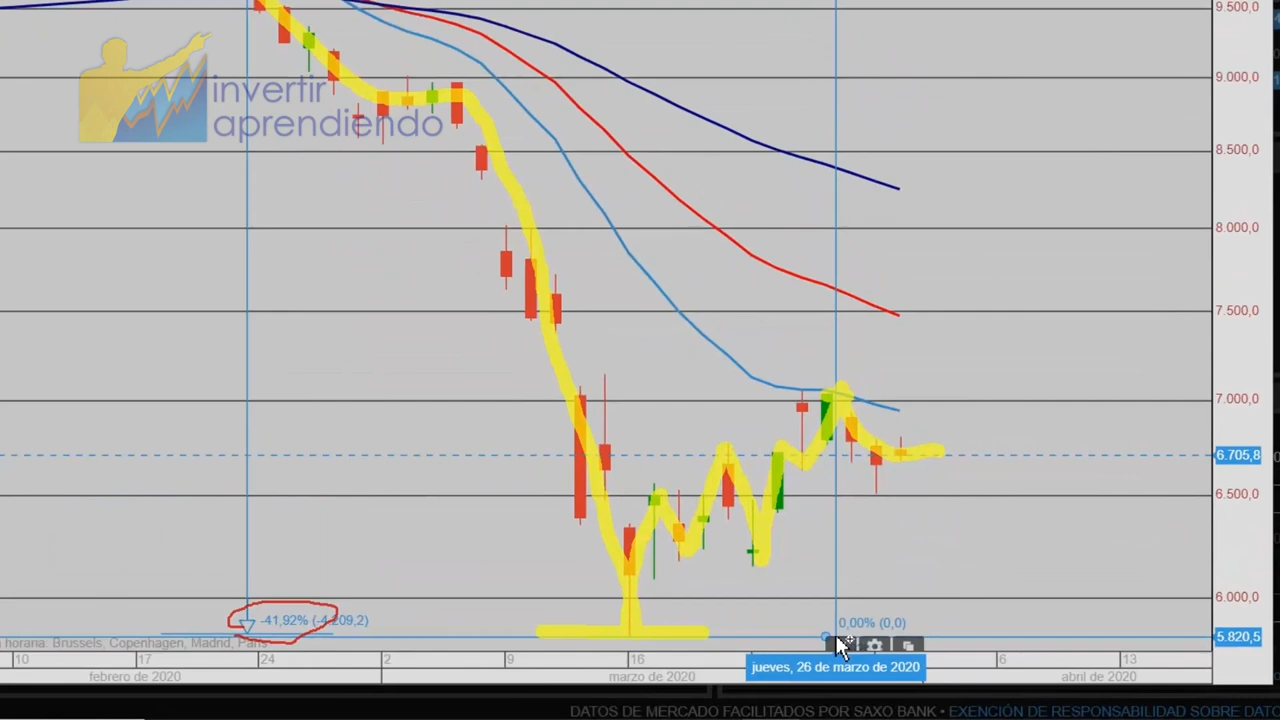 9.500,0
invertir
aprendiendo
9.000,0
8.500,0
8.000,0
7.500,0
7.000,0
6.705,8
6.500,0
6.000,0
-41,92% (-4.209,2)
0,00% (0,0)
5.820,5
horaria: Brussels, Copenhagen, Madrid, Paris
10 17 24 2 9 16 6 13
jueves, 26 de marzo de 2020
febrero de 2020 marzo de 2020 abril de 2020
DATOS DE MERCADO FACILITADOS POR SAXO BANK • EXENCIÓN DE RESPONSABILIDAD SOBRE DATO